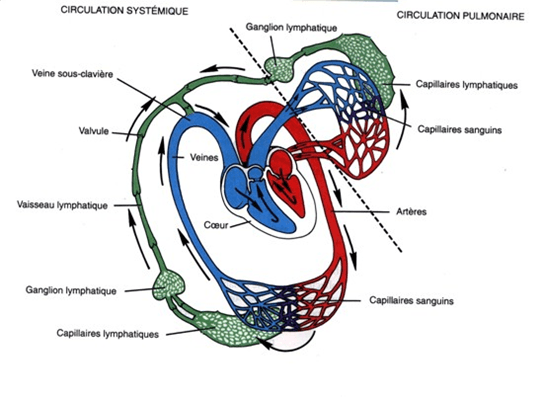 CIRCULATION SYSTÉMIQUE
CIRCULATION PULMONAIRE
Ganglion lymphatique
Veine sous-clavière
Capillaires lymphatiques
Valvule
Capillaires sanguins
Veines
Vaisseau lymphatique
Artères
Cœur
Ganglion lymphatique
Capillaires sanguins
Capillaires lymphatiques